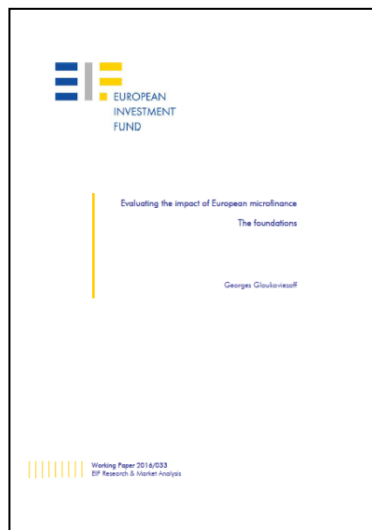 EUROPEAN
INVESTMENT
FUND
Evaluating the impact of European microfinance
The foundations
Georges Gloukoviezoff
Working Paper 2016/033
EIF Research & Market Analysis